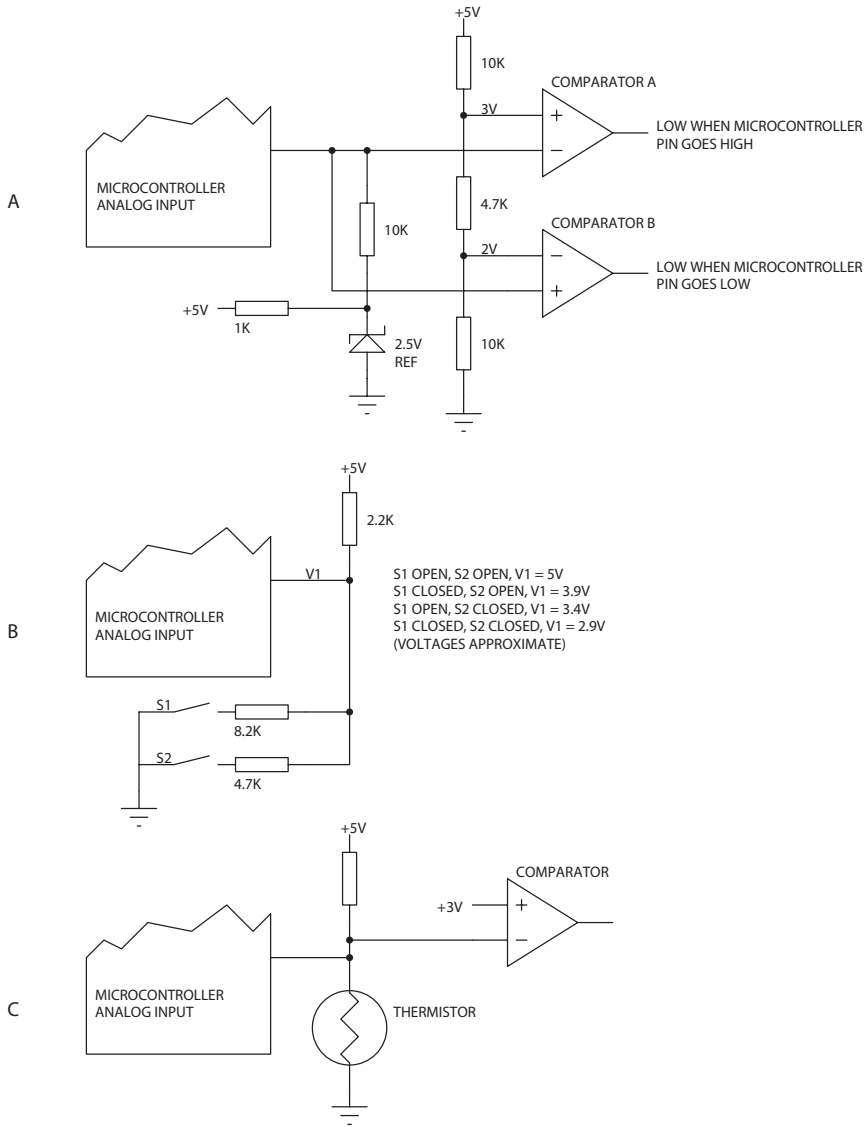 +5V
10K
COMPARATOR A
3V
+
LOW WHEN MICROCONTROLLER
PIN GOES HIGH
−
MICROCONTROLLER
ANALOG INPUT
A
4.7K
10K
COMPARATOR B
2V
−
LOW WHEN MICROCONTROLLER
PIN GOES LOW
+
+5V
1K
2.5V
REF
10K
+5V
2.2K
V1
S1 OPEN, S2 OPEN, V1 = 5V
S1 CLOSED, S2 OPEN, V1 = 3.9V
S1 OPEN, S2 CLOSED, V1 = 3.4V
S1 CLOSED, S2 CLOSED, V1 = 2.9V
(VOLTAGES APPROXIMATE)
MICROCONTROLLER
ANALOG INPUT
B
S1
8.2K
S2
4.7K
+5V
COMPARATOR
+3V
+
−
MICROCONTROLLER
ANALOG INPUT
C
THERMISTOR